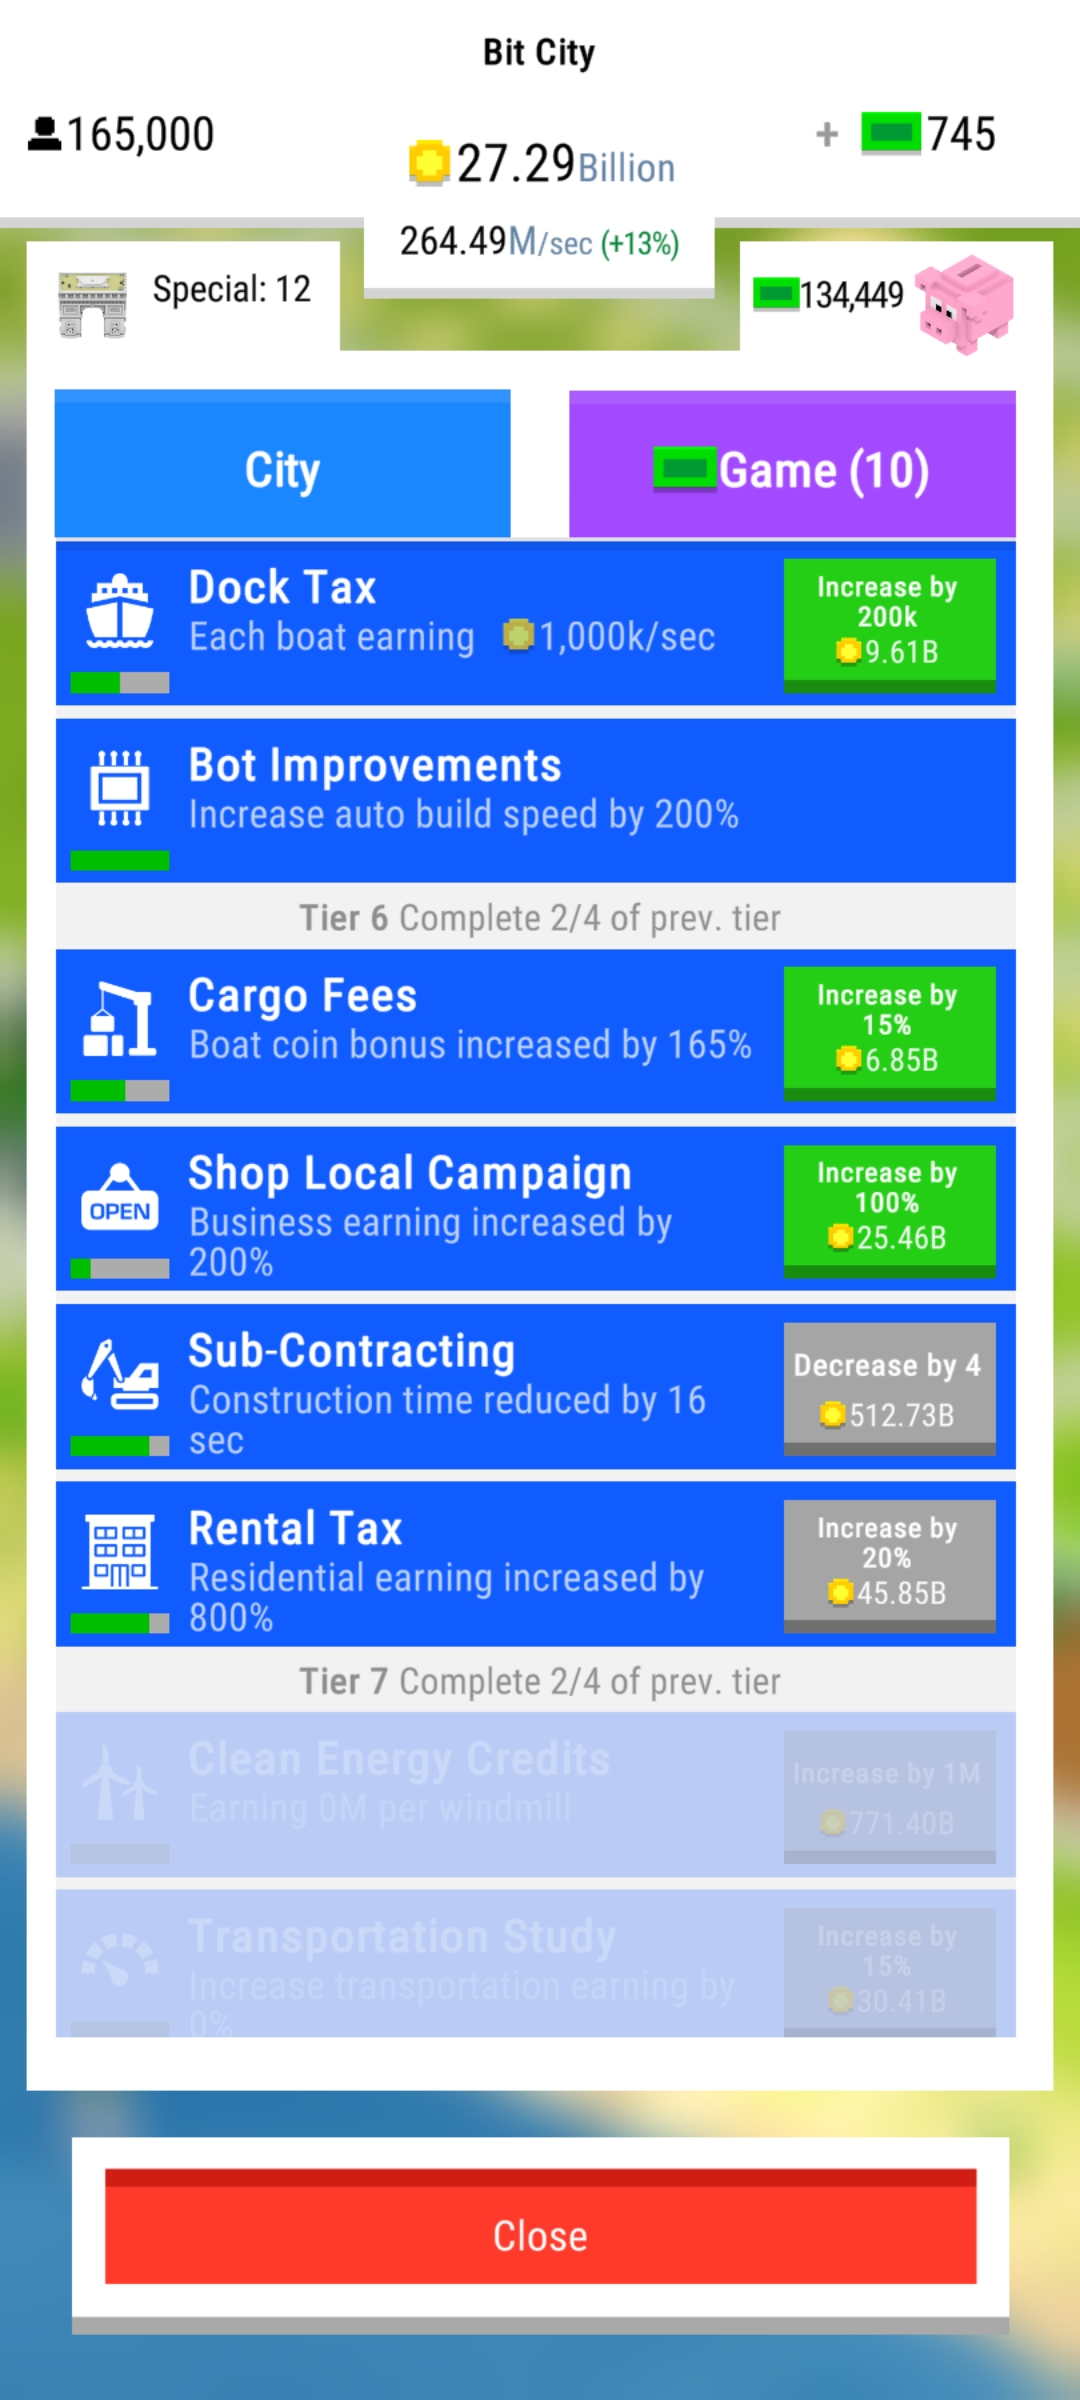 Bit City
165,000
27.29Billion
+ 745
264.49M/sec (+13%)
Special: 12
134,449
City
Game (10)
Dock Tax
Each boat earning 1,000k/sec
Increase by
200k
9.61B
Bot Improvements
Increase auto build speed by 200%
Tier 6 Complete 2/4 of prev. tier
Cargo Fees
Boat coin bonus increased by 165%
Increase by
15%
6.85B
OPEN
Shop Local Campaign
Business earning increased by
200%
Increase by
100%
25.46B
Sub-Contracting
Construction time reduced by 16
sec
Decrease by 4
512.73B
Rental Tax
Residential earning increased by
800%
Increase by
20%
45.85B
Tier 7 Complete 2/4 of prev. tier
Clean Energy Credits
Earning 0M per windmill
Increase by 1M
771.40B
Transportation Study
Increase transportation earning by
0%
Increase by
15%
30.41B
Close